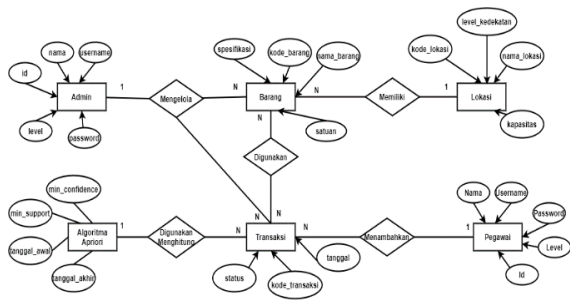 level_kedekatan
nama
username
spesifikasi
kode_barang
kode_lokasi
nama_barang
nama_lokasi
id
1
N
N
1
Admin
Mengelola
Barang
Memiliki
Lokasi
level
password
N
satuan
kapasitas
Digunakan
min_confidence
Nama
Username
min_support
N
N
Password
1
N
N
1
Algoritma
Apriori
Digunakan
Menghitung
Transaksi
Menambahkan
Pegawai
tanggal_awal
Level
tanggal
tanggal_akhir
status
kode_transaksi
Id